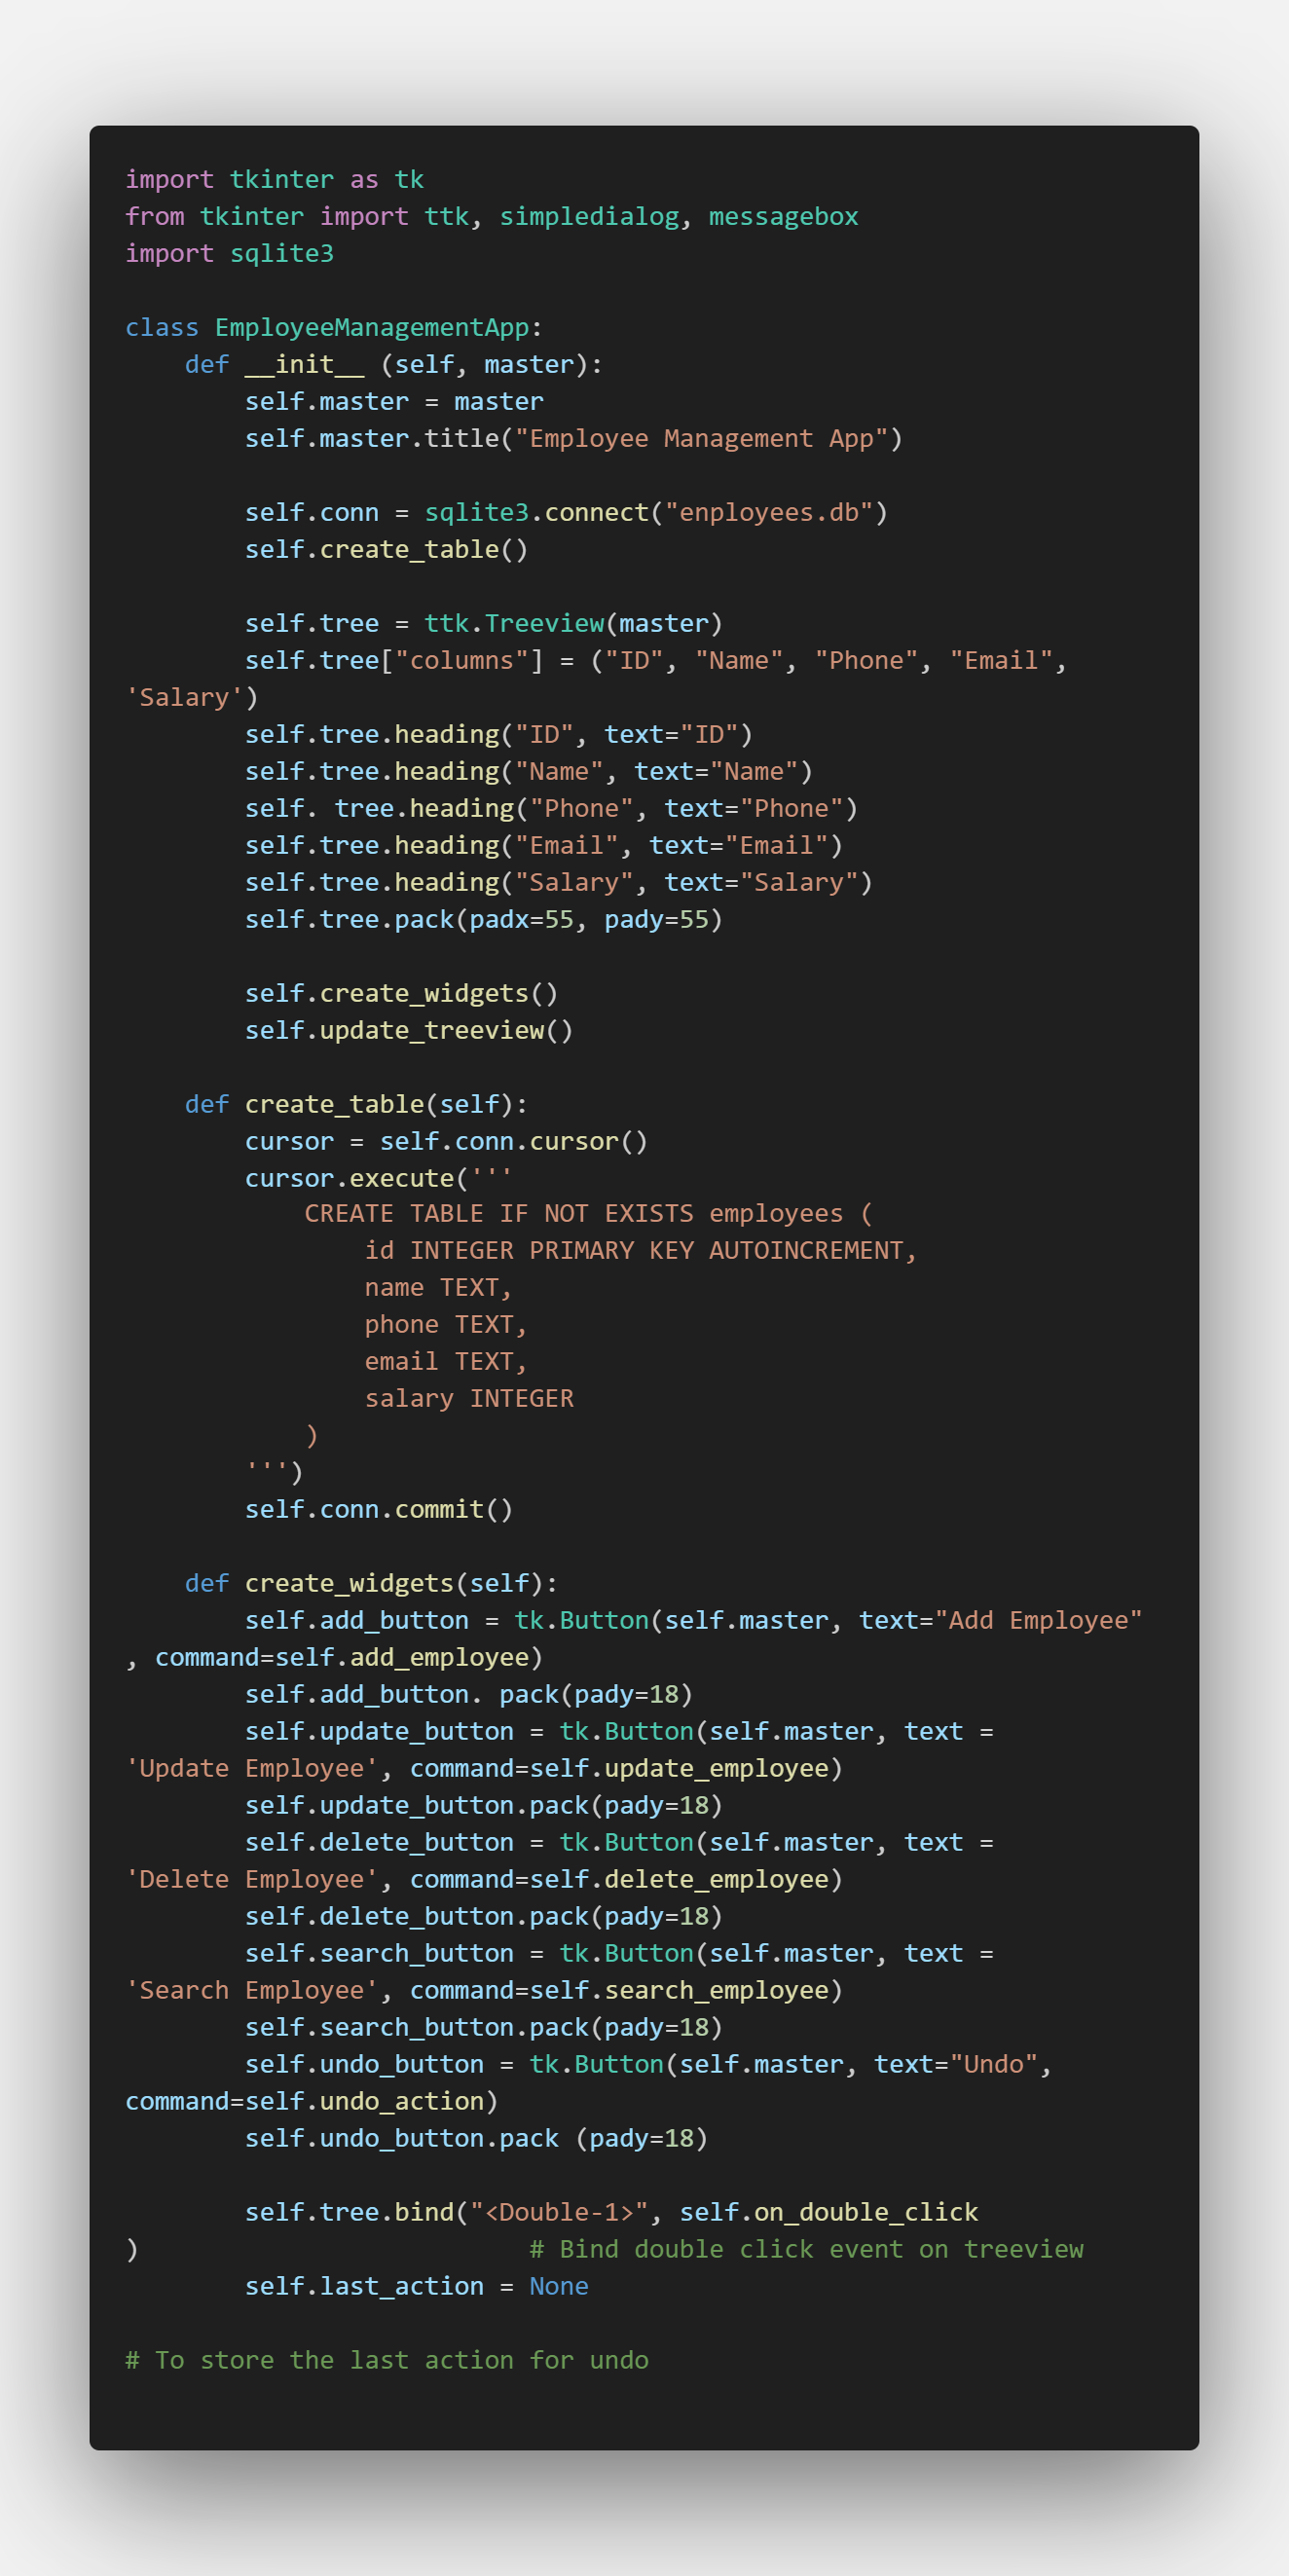 import tkinter as tk
from tkinter import ttk, simpledialog, messagebox
import sqlite3

class EmployeeManagementApp:
    def __init__ (self, master):
        self.master = master
        self.master.title("Employee Management App")

        self.conn = sqlite3.connect("enployees.db")
        self.create_table()

        self.tree = ttk.Treeview(master)
        self.tree["columns"] = ("ID", "Name", "Phone", "Email",
'Salary')
        self.tree.heading("ID", text="ID")
        self.tree.heading("Name", text="Name")
        self. tree.heading("Phone", text="Phone")
        self.tree.heading("Email", text="Email")
        self.tree.heading("Salary", text="Salary")
        self.tree.pack(padx=55, pady=55)

        self.create_widgets()
        self.update_treeview()

    def create_table(self):
        cursor = self.conn.cursor()
        cursor.execute('''
            CREATE TABLE IF NOT EXISTS employees (
                id INTEGER PRIMARY KEY AUTOINCREMENT,
                name TEXT,
                phone TEXT,
                email TEXT,
                salary INTEGER
            )
        ''')
        self.conn.commit()

    def create_widgets(self):
        self.add_button = tk.Button(self.master, text="Add Employee"
, command=self.add_employee)
        self.add_button. pack(pady=18)
        self.update_button = tk.Button(self.master, text =
'Update Employee', command=self.update_employee)
        self.update_button.pack(pady=18)
        self.delete_button = tk.Button(self.master, text =
'Delete Employee', command=self.delete_employee)
        self.delete_button.pack(pady=18)
        self.search_button = tk.Button(self.master, text =
'Search Employee', command=self.search_employee)
        self.search_button.pack(pady=18)
        self.undo_button = tk.Button(self.master, text="Undo",
command=self.undo_action)
        self.undo_button.pack (pady=18)

        self.tree.bind("<Double-1>", self.on_double_click
)                          # Bind double click event on treeview
        self.last_action = None

# To store the last action for undo